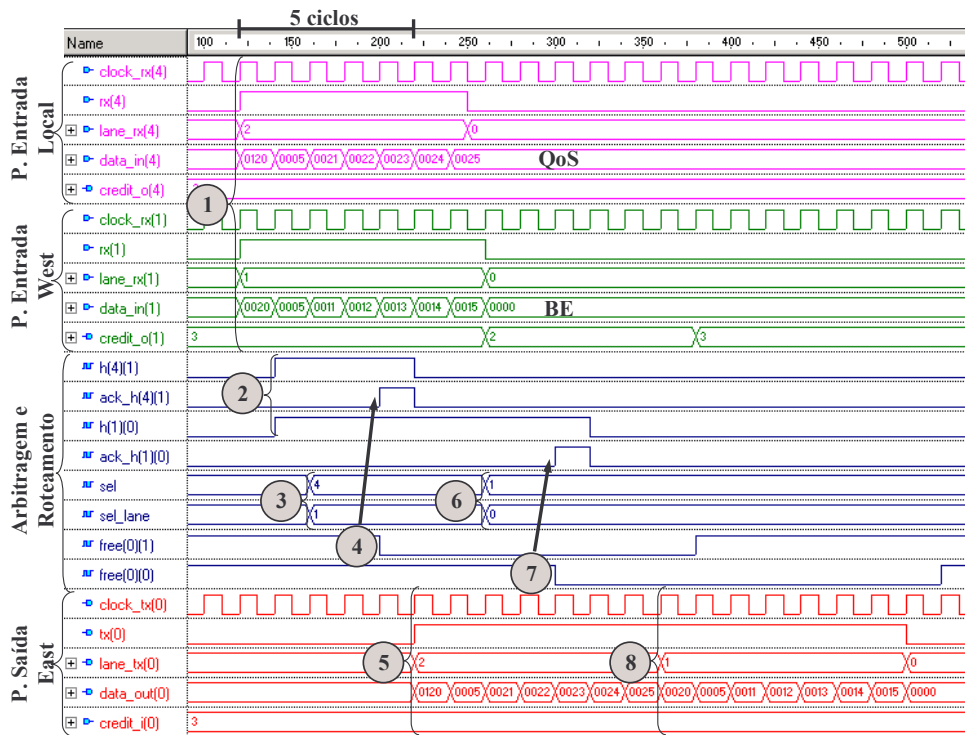 5 ciclos
Name 100 150 200 250 300 350 400 450 500
P. Entrada Local
clock_rx(4)
rx(4)
lane_rx(4) 2 0
data_in(4) 0120 0005 0021 0022 0023 0024 0025 QoS
credit_o(4)
1
P. Entrada West
clock_rx(1)
rx(1)
lane_rx(1) 1 0
data_in(1) 0020 0005 0011 0012 0013 0014 0015 0000 BE
credit_o(1) 3 2 3
Arbitragem e Roteamento
h(4)(1)
2
ack_h(4)(1)
h(1)(0)
ack_h(1)(0)
sel 4 1
3 6
sel_lane 1 0
free(0)(1)
4 7
free(0)(0)
P. Saída East
clock_tx(0)
tx(0)
5 8
lane_tx(0) 2 1 0
data_out(0) 0120 0005 0021 0022 0023 0024 0025 0020 0005 0011 0012 0013 0014 0015 0000
credit_i(0) 3